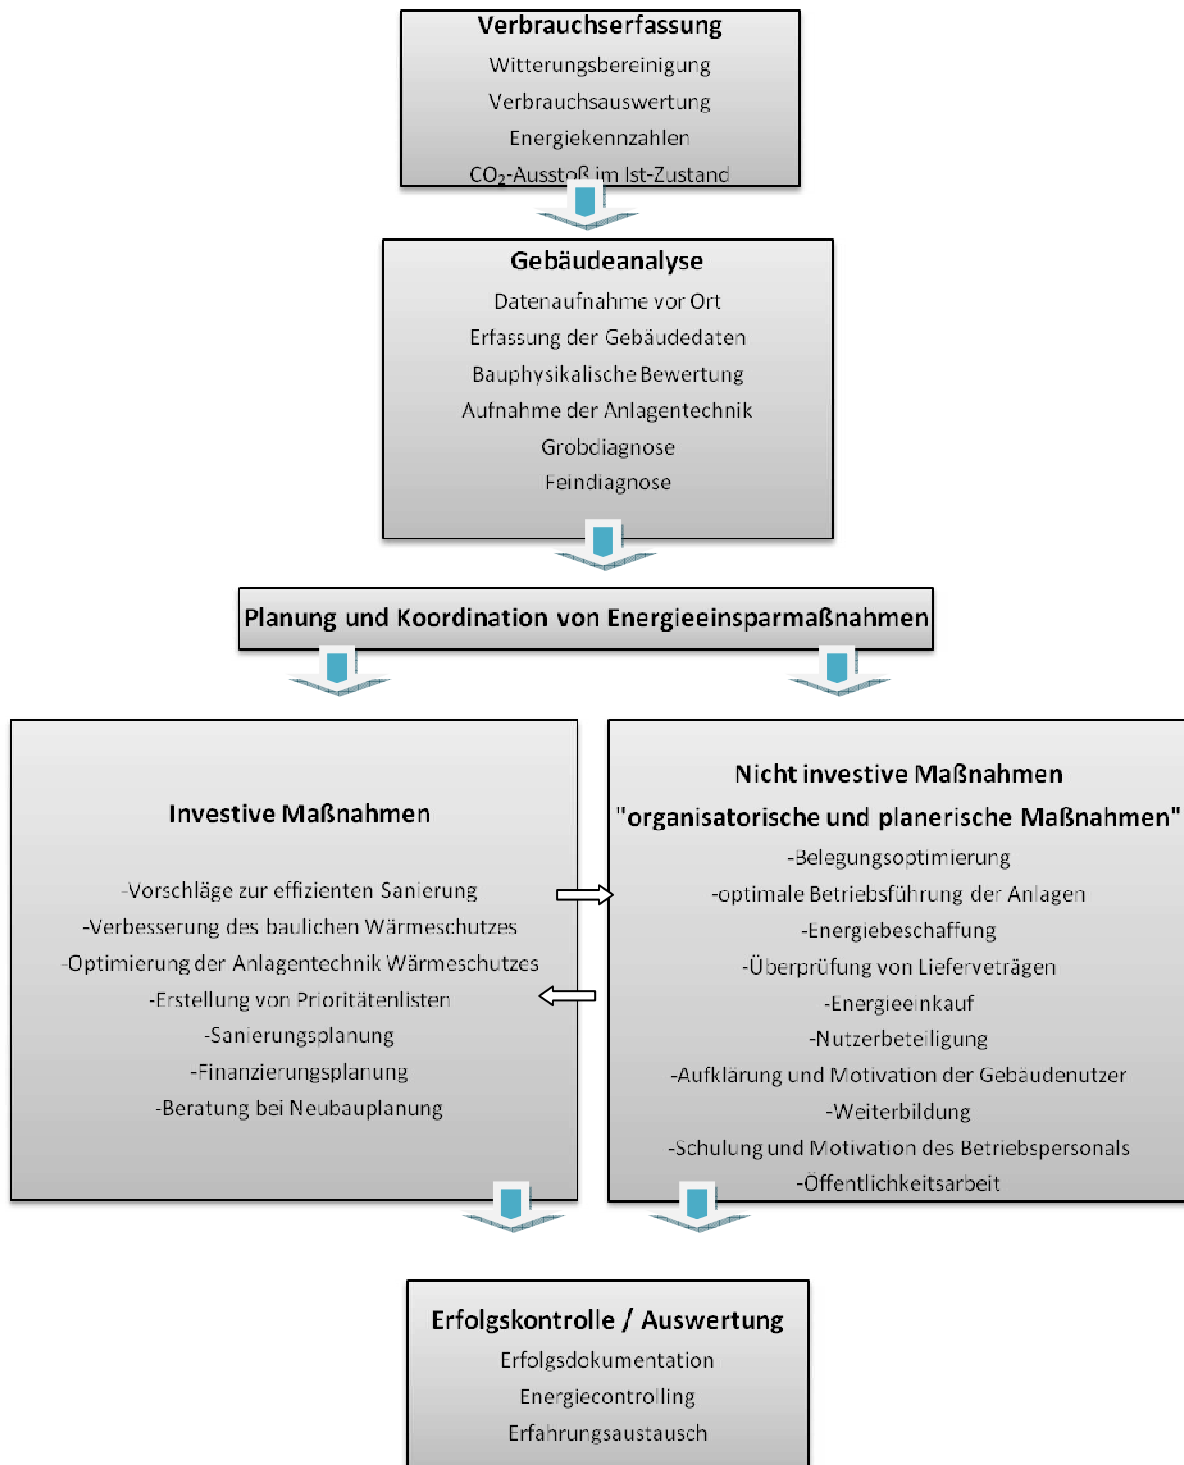 Verbrauchserfassung
Witterungsbereinigung
Verbrauchsauswertung
Energiekennzahlen
CO₂-Ausstoß im Ist-Zustand
Gebäudeanalyse
Datenaufnahme vor Ort
Erfassung der Gebäudedaten
Bauphysikalische Bewertung
Aufnahme der Anlagentechnik
Grobdiagnose
Feindiagnose
Planung und Koordination von Energieeinsparmaßnahmen
Investive Maßnahmen
-Vorschläge zur effizienten Sanierung
-Verbesserung des baulichen Wärmeschutzes
-Optimierung der Anlagentechnik Wärmeschutzes
-Erstellung von Prioritätenlisten
-Sanierungsplanung
-Finanzierungsplanung
-Beratung bei Neubauplanung
Nicht investive Maßnahmen
"organisatorische und planerische Maßnahmen"
-Belegungsoptimierung
-optimale Betriebsführung der Anlagen
-Energiebeschaffung
-Überprüfung von Lieferveträgen
-Energieeinkauf
-Nutzerbeteiligung
-Aufklärung und Motivation der Gebäudenutzer
-Weiterbildung
-Schulung und Motivation des Betriebspersonals
-Öffentlichkeitsarbeit
Erfolgskontrolle / Auswertung
Erfolgsdokumentation
Energiecontrolling
Erfahrungsaustausch